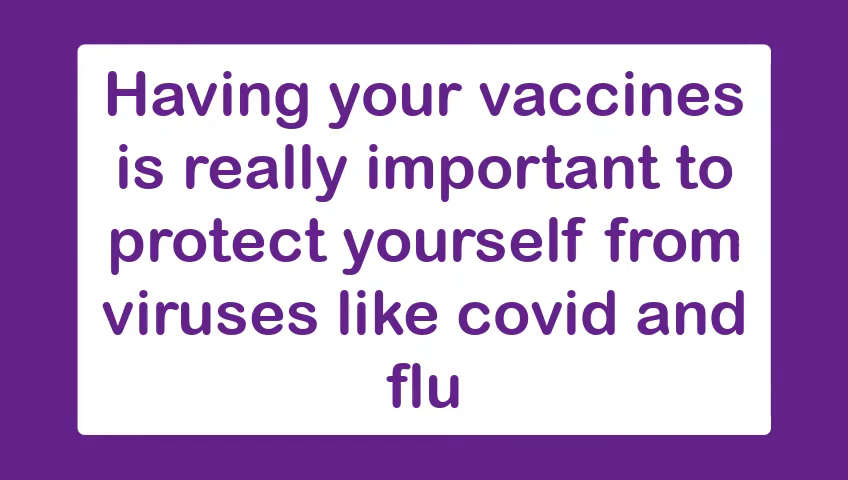 Having your vaccines
is really important to
protect yourself from
viruses like covid and
flu